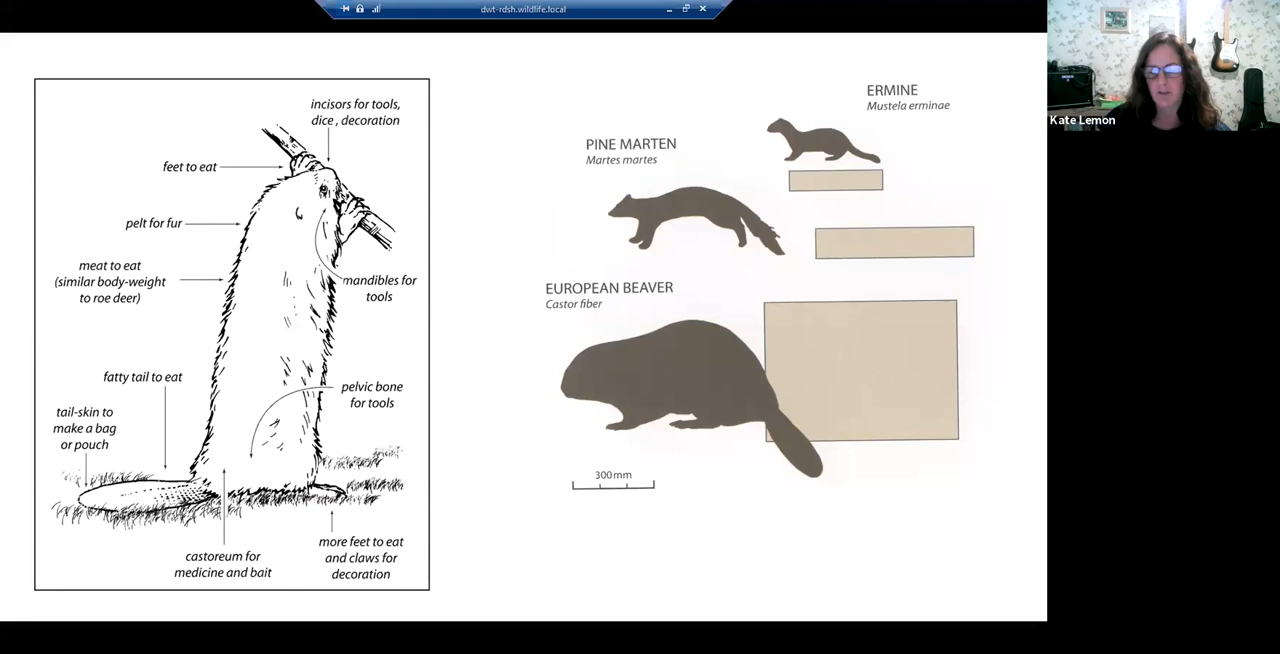 dwt-rdsh.wildlife.local
incisors for tools,
dice , decoration
feet to eat
pelt for fur
meat to eat
(similar body-weight
to roe deer)
mandibles for
tools
fatty tail to eat
pelvic bone
for tools
tail-skin to
make a bag
or pouch
castoreum for
medicine and bait
more feet to eat
and claws for
decoration
ERMINE
Mustela erminae
PINE MARTEN
Martes martes
EUROPEAN BEAVER
Castor fiber
300mm
Kate Lemon